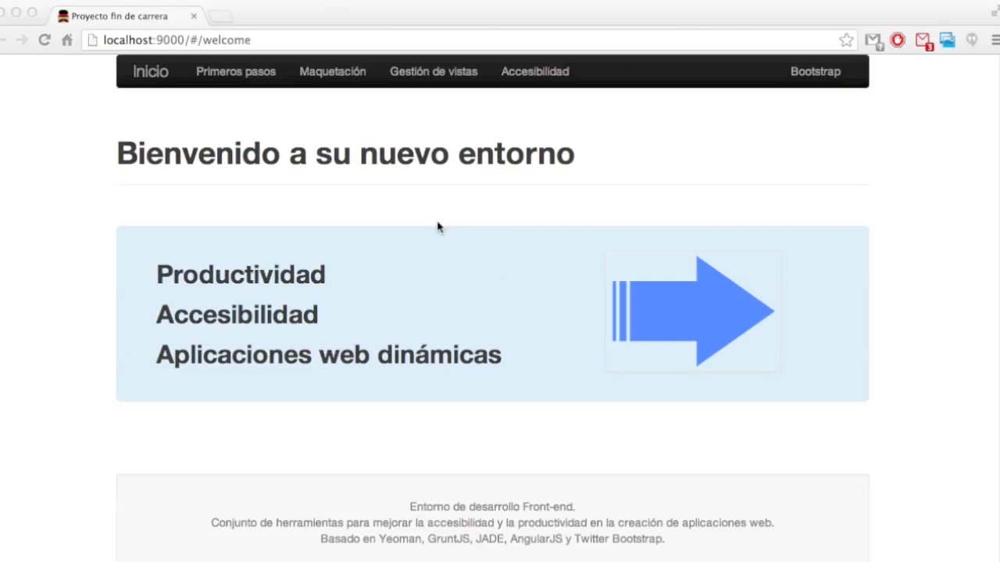 Proyecto fin de carrera
localhost:9000/#/welcome
3
Inicio Primeros pasos Maquetación Gestión de vistas Accesibilidad Bootstrap
Bienvenido a su nuevo entorno
Productividad
Accesibilidad
Aplicaciones web dinámicas
Entorno de desarrollo Front-end.
Conjunto de herramientas para mejorar la accesibilidad y la productividad en la creación de aplicaciones web.
Basado en Yeoman, GruntJS, JADE, AngularJS y Twitter Bootstrap.